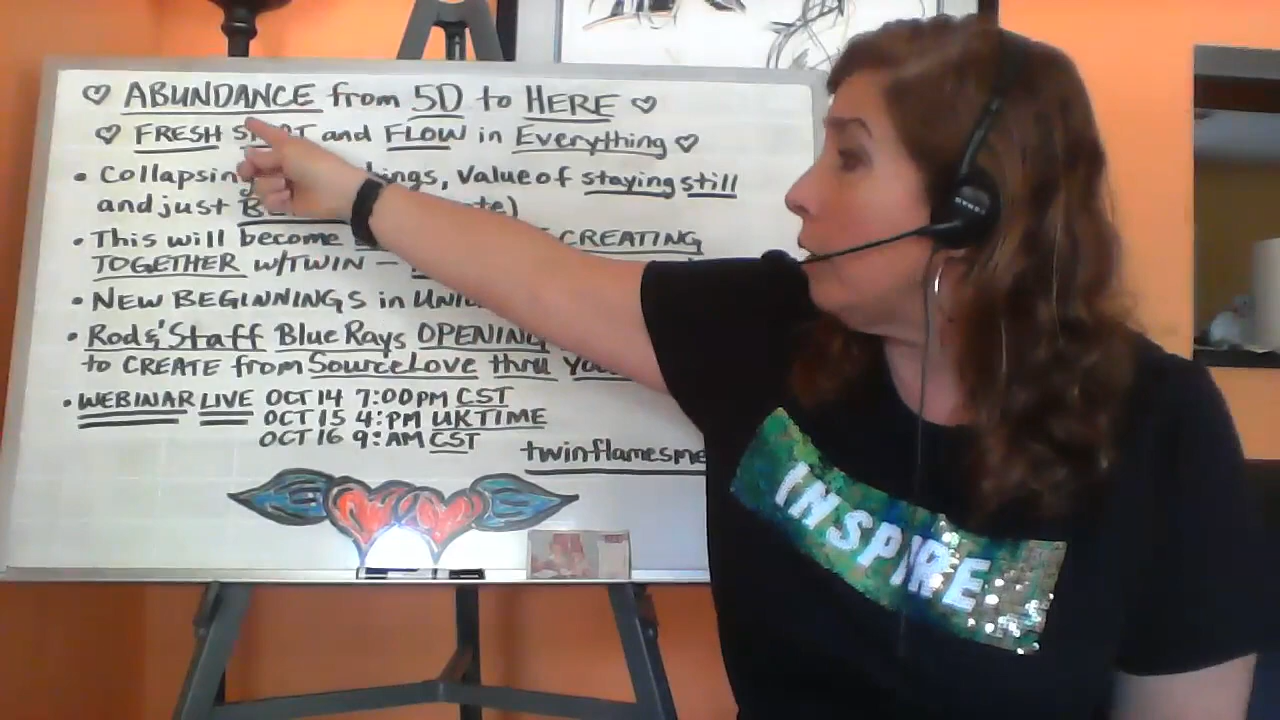 ♡ ABUNDANCE from 5D to HERE ♡
♡ FRESH and FLOW in Everything ♡
• Collapsing Value of staying still
and just
• This will become CREATING
TOGETHER w/TWIN –
• NEW BEGINNINGS in
• Rod & Staff Blue Rays OPENING
to CREATE from Source Love thru
• WEBINAR LIVE OCT 14 7:00PM CST
OCT 15 4:PM UK TIME
OCT 16 9:AM CST
twinflamesme
INSPIRE